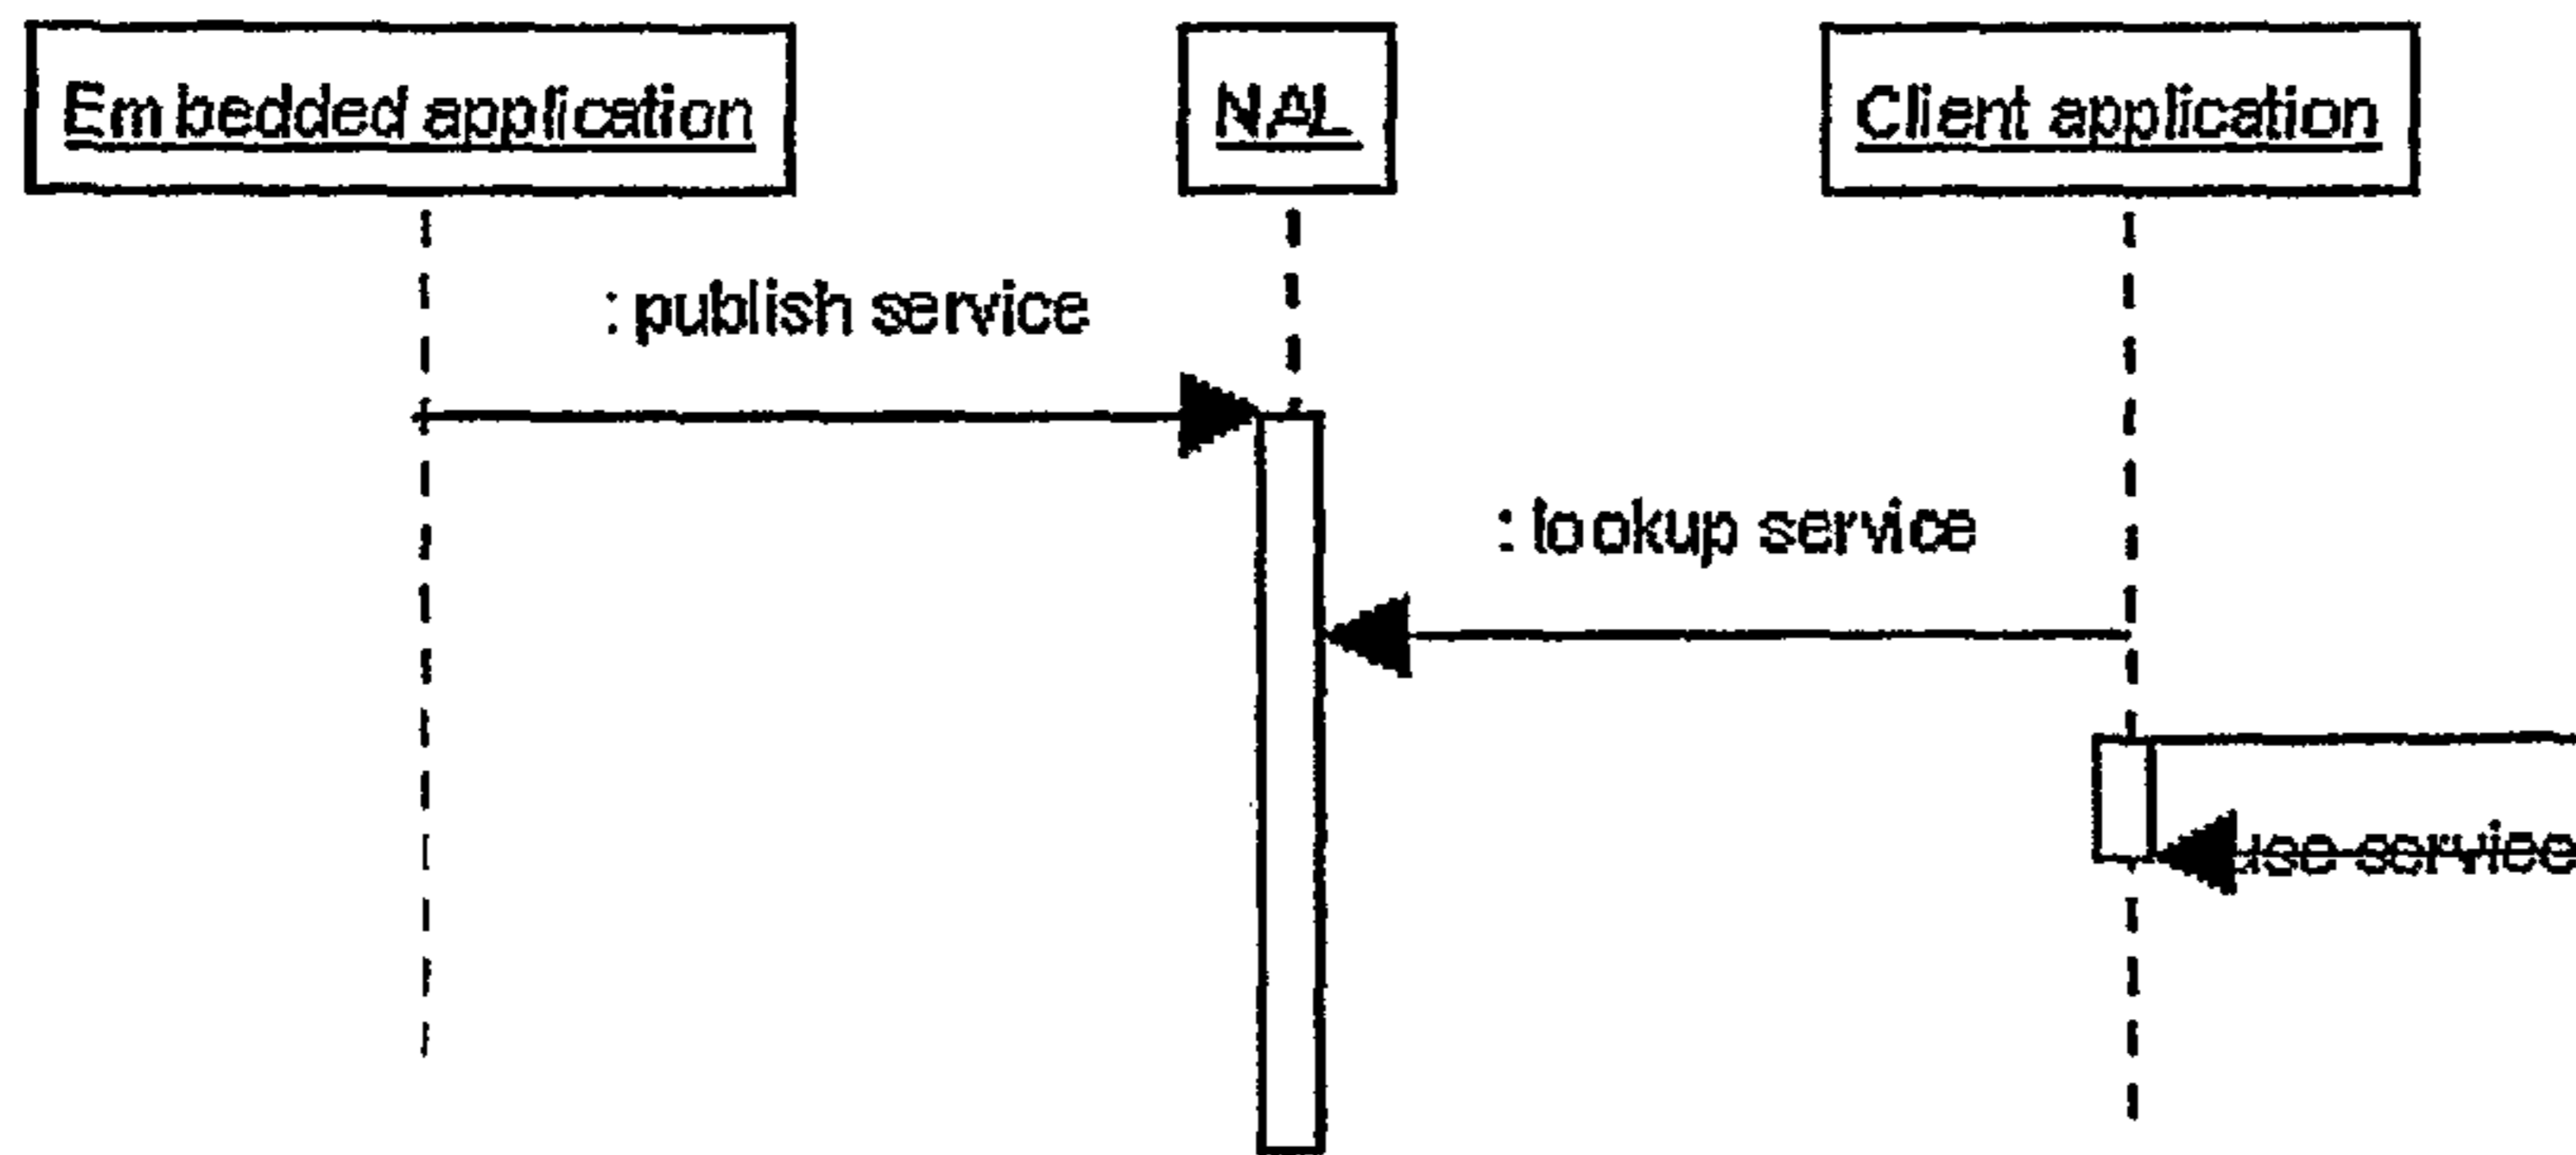 Embedded application
NAL
Client application
: publish service
: lookup service
use service